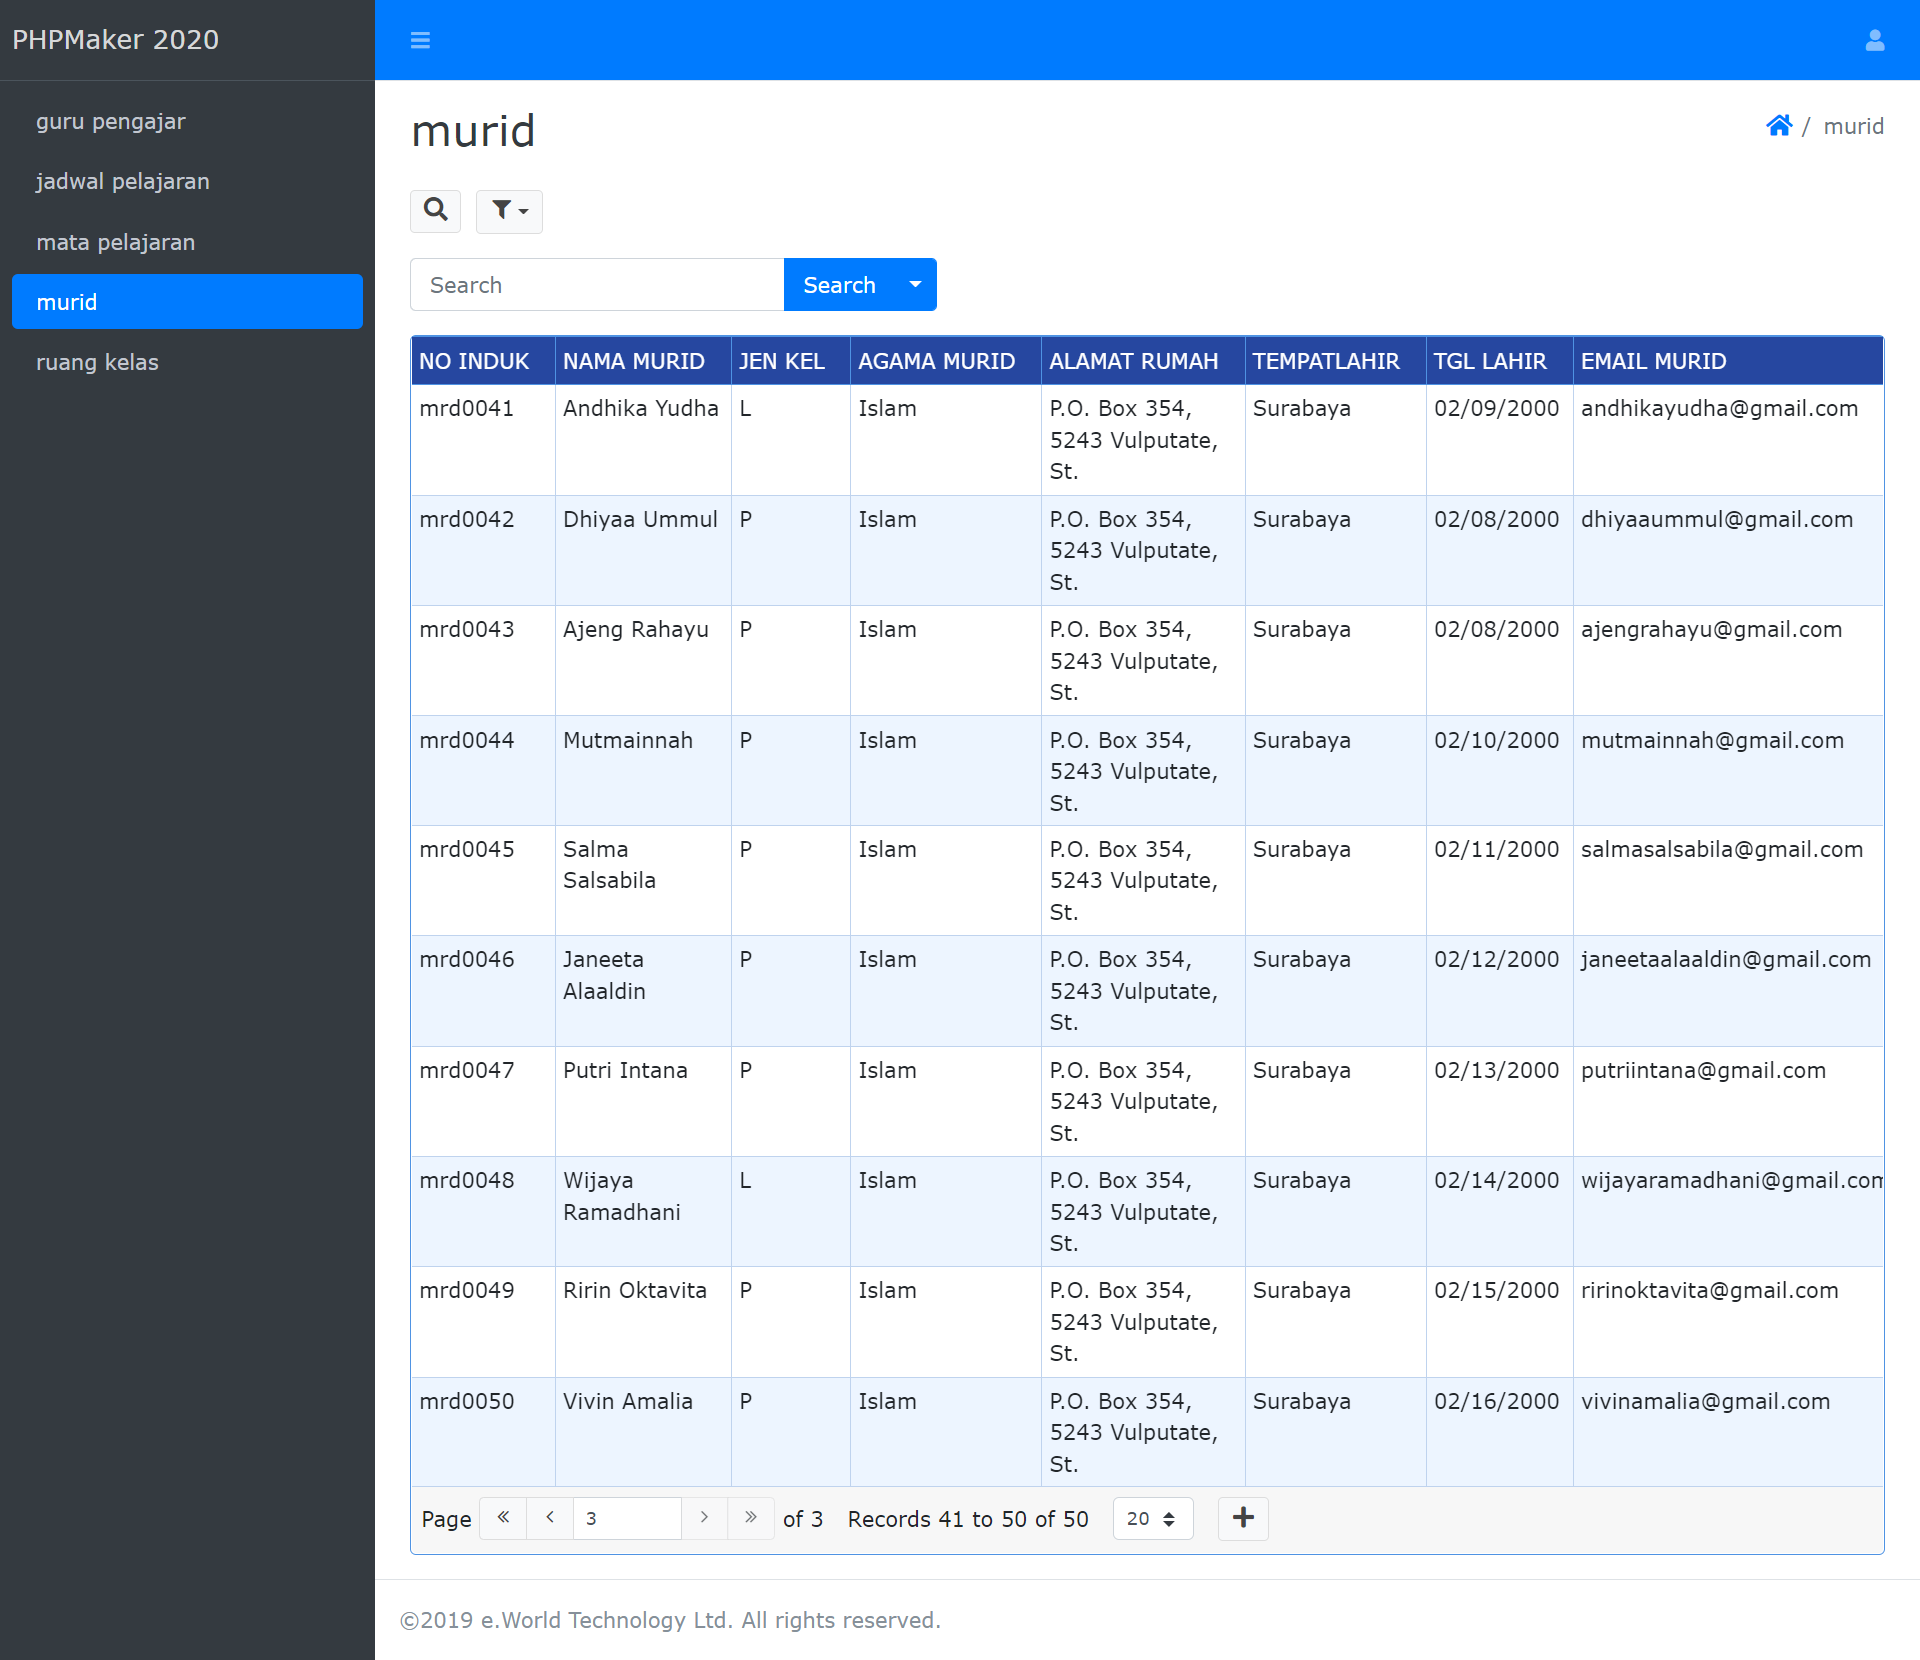 PHPMaker 2020
guru pengajar
jadwal pelajaran
mata pelajaran
murid
ruang kelas
murid
/ murid
Search
Search
NO INDUK NAMA MURID JEN KEL AGAMA MURID ALAMAT RUMAH TEMPATLAHIR TGL LAHIR EMAIL MURID
mrd0041 Andhika Yudha L Islam P.O. Box 354, Surabaya 02/09/2000 andhikayudha@gmail.com
5243 Vulputate,
St.
mrd0042 Dhiyaa Ummul P Islam P.O. Box 354, Surabaya 02/08/2000 dhiyaaummul@gmail.com
5243 Vulputate,
St.
mrd0043 Ajeng Rahayu P Islam P.O. Box 354, Surabaya 02/08/2000 ajengrahayu@gmail.com
5243 Vulputate,
St.
mrd0044 Mutmainnah P Islam P.O. Box 354, Surabaya 02/10/2000 mutmainnah@gmail.com
5243 Vulputate,
St.
mrd0045 Salma P Islam P.O. Box 354, Surabaya 02/11/2000 salmasalsabila@gmail.com
Salsabila 5243 Vulputate,
St.
mrd0046 Janeeta P Islam P.O. Box 354, Surabaya 02/12/2000 janeetaalaaldin@gmail.com
Alaaldin 5243 Vulputate,
St.
mrd0047 Putri Intana P Islam P.O. Box 354, Surabaya 02/13/2000 putriintana@gmail.com
5243 Vulputate,
St.
mrd0048 Wijaya L Islam P.O. Box 354, Surabaya 02/14/2000 wijayaramadhani@gmail.com
Ramadhani 5243 Vulputate,
St.
mrd0049 Ririn Oktavita P Islam P.O. Box 354, Surabaya 02/15/2000 ririnoktavita@gmail.com
5243 Vulputate,
St.
mrd0050 Vivin Amalia P Islam P.O. Box 354, Surabaya 02/16/2000 vivinamalia@gmail.com
5243 Vulputate,
St.
Page « ‹ 3 › » of 3 Records 41 to 50 of 50 20
©2019 e.World Technology Ltd. All rights reserved.